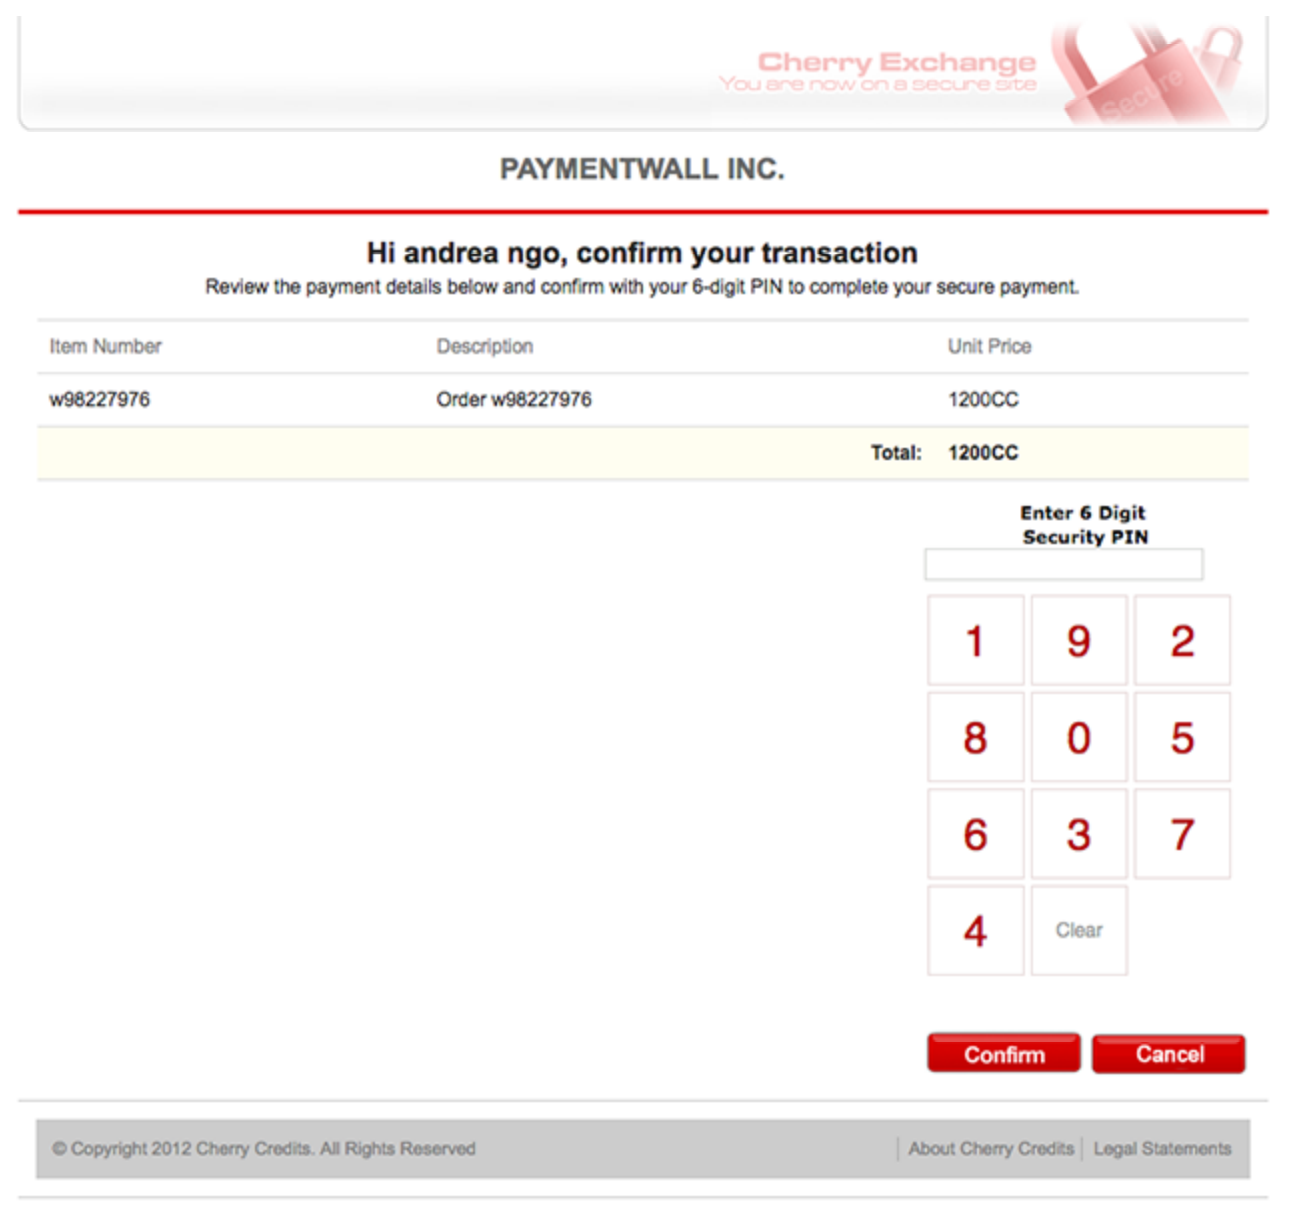 Cherry Exchange
You are now on a secure site
Secure
PAYMENTWALL INC.
Hi andrea ngo, confirm your transaction
Review the payment details below and confirm with your 6-digit PIN to complete your secure payment.
Item Number Description Unit Price
w98227976 Order w98227976 1200CC
Total: 1200CC
Enter 6 Digit
Security PIN
1 9 2
8 0 5
6 3 7
4 Clear
Confirm Cancel
© Copyright 2012 Cherry Credits. All Rights Reserved | About Cherry Credits | Legal Statements